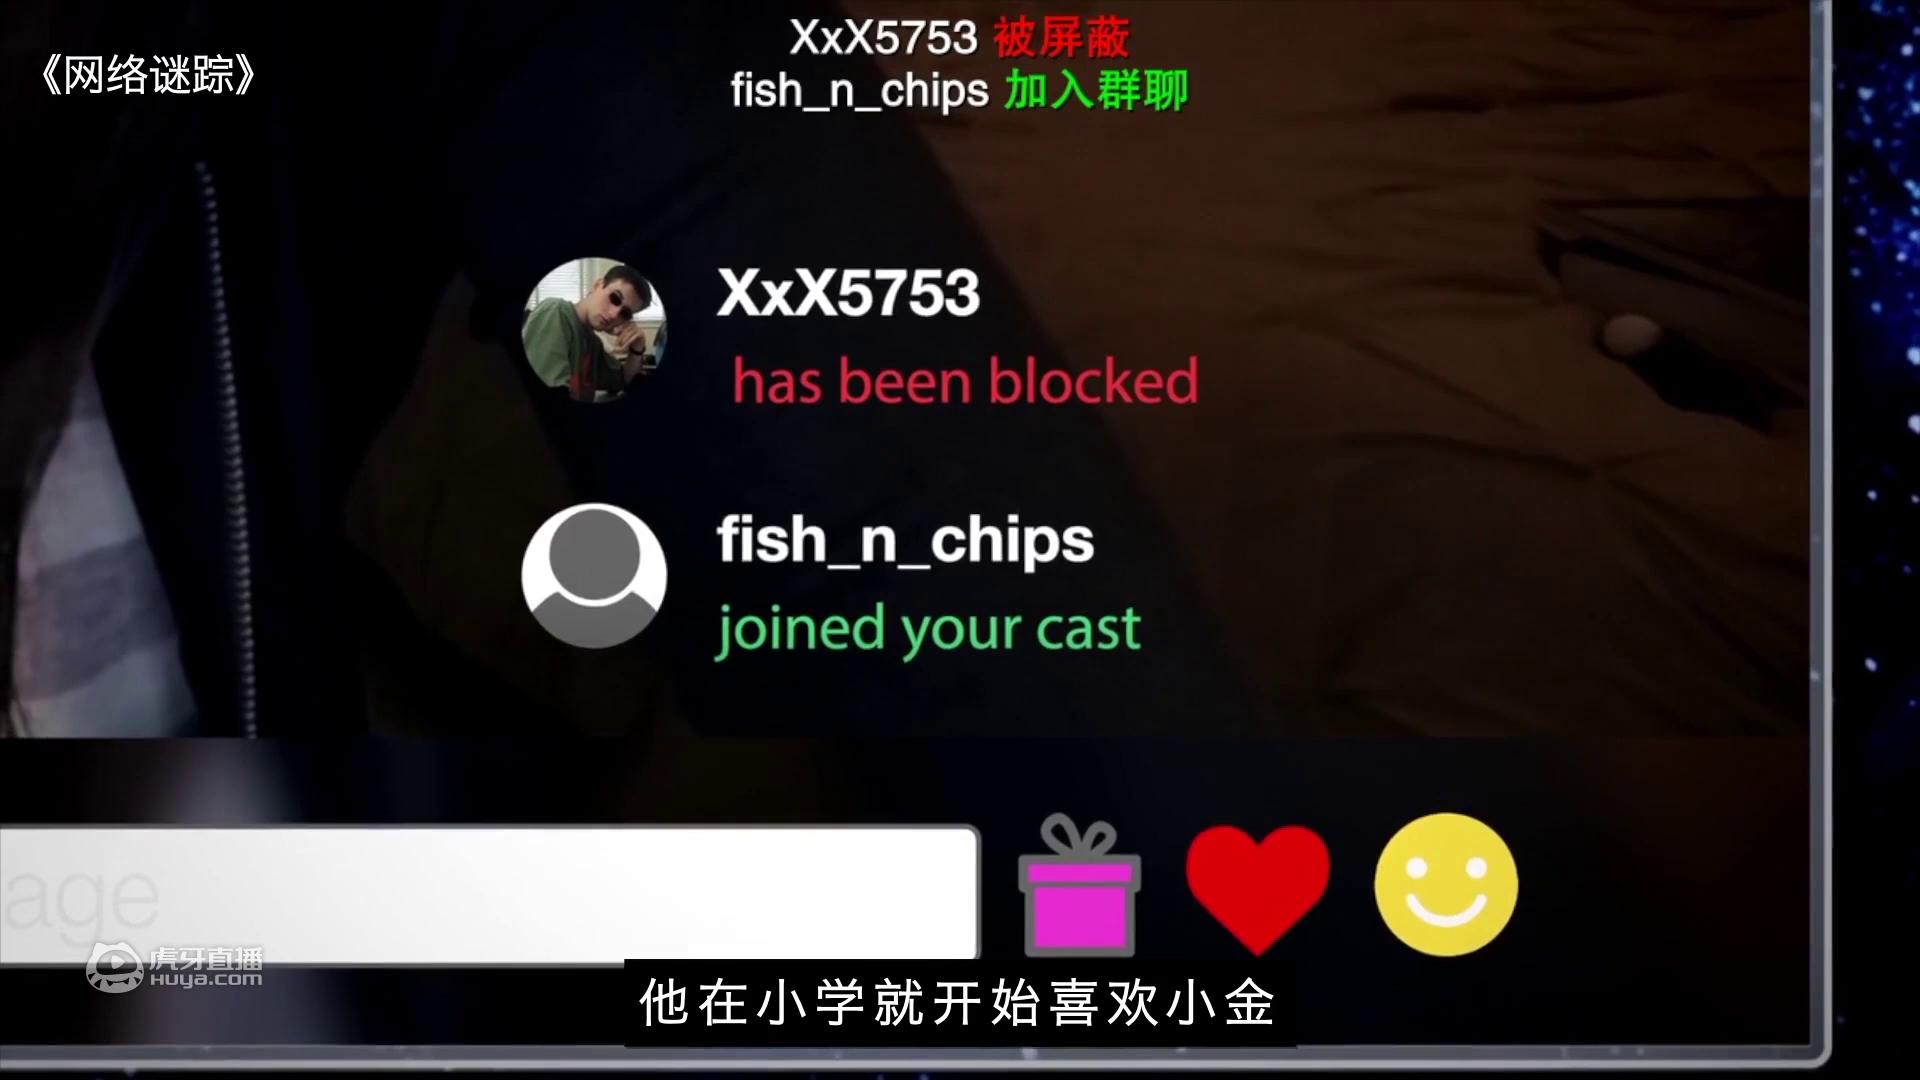 XxX5753 被屏蔽
《网络谜踪》
fish_n_chips 加入群聊
XxX5753
has been blocked
fish_n_chips
joined your cast
age
虎牙直播
HUYA.com
他在小学就开始喜欢小金